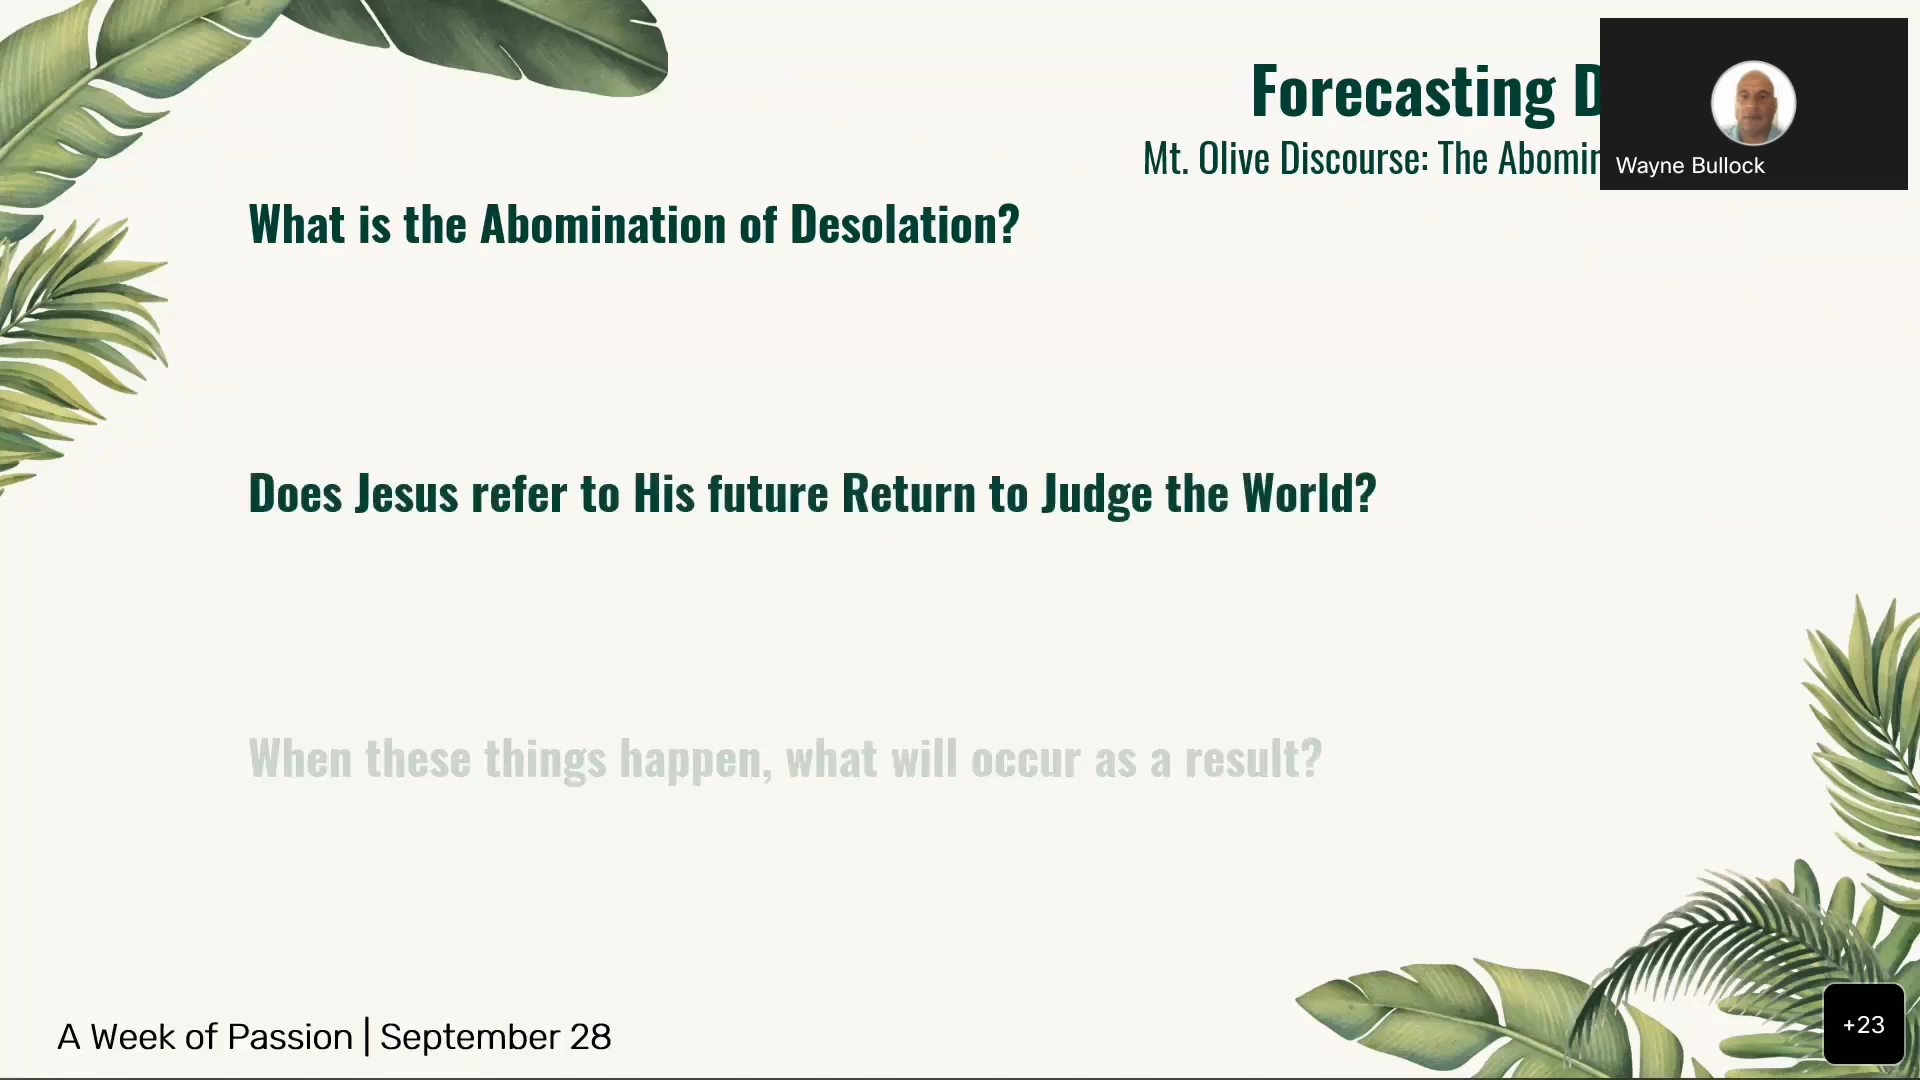 Forecasting
Mt. Olive Discourse: The
Wayne Bullock
What is the Abomination of Desolation?
Does Jesus refer to His future Return to Judge the World?
When these things happen, what will occur as a result?
A Week of Passion | September 28
+23